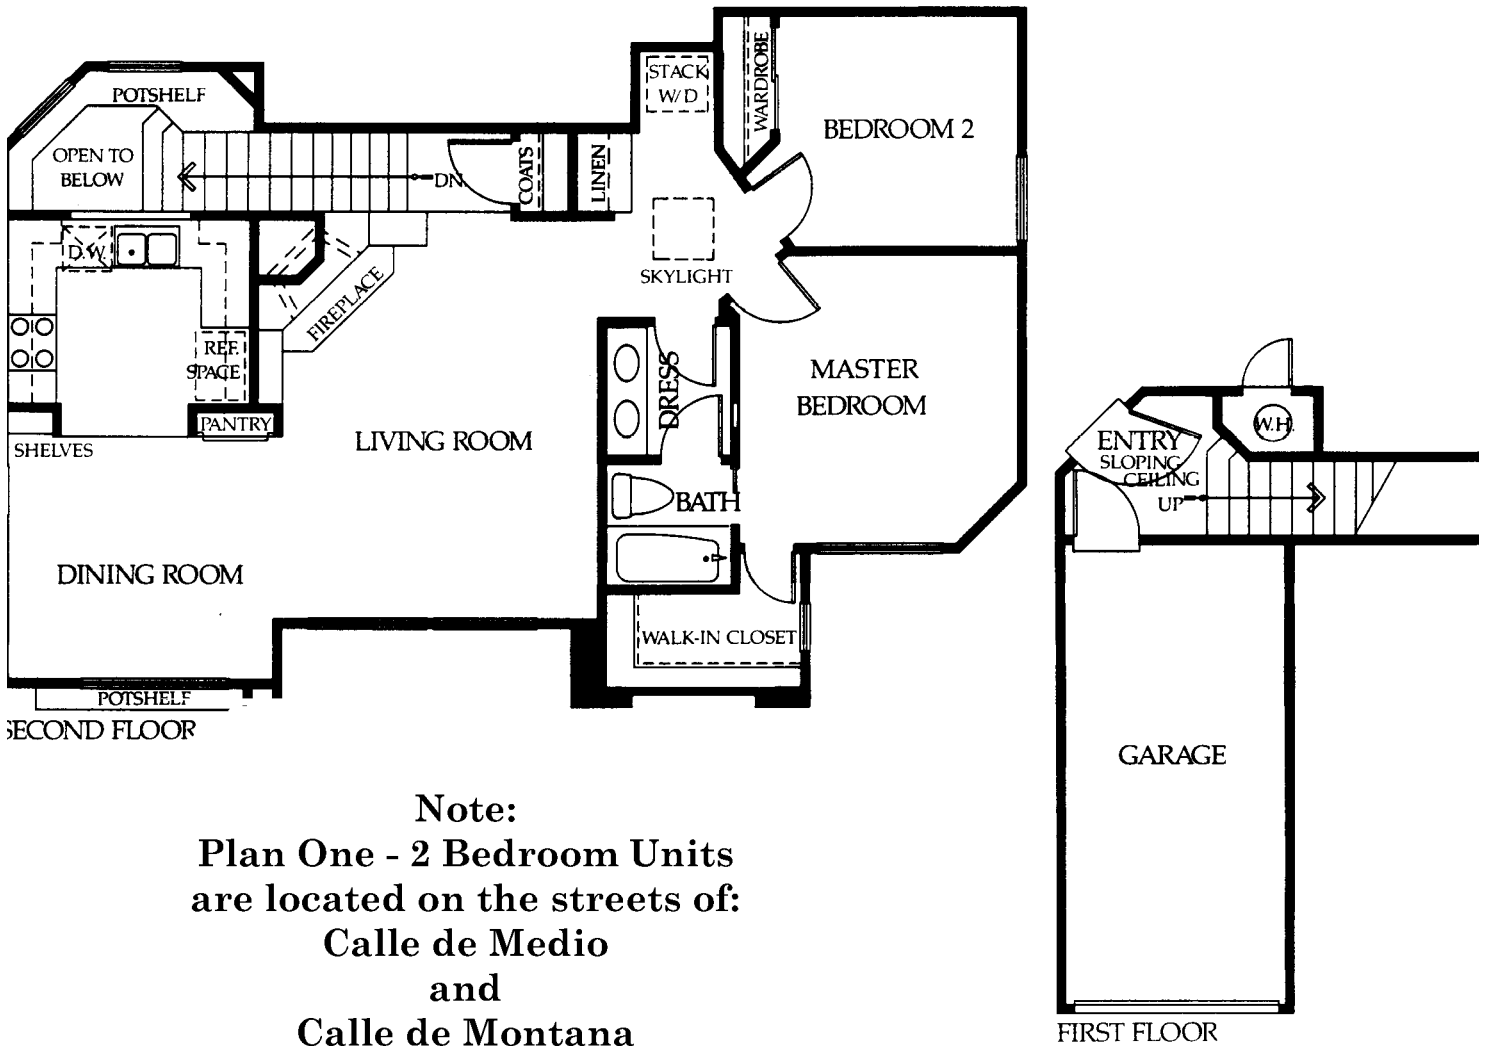 POTSHELF
OPEN TO
BELOW
DN.
COATS
LINEN
STACK
W/D
WARDROBE
BEDROOM 2
SKYLIGHT
D.W.
FIREPLACE
REF.
SPACE
PANTRY
SHELVES
LIVING ROOM
DRESS
MASTER
BEDROOM
BATH
DINING ROOM
WALK-IN CLOSET
POTSHELF
SECOND FLOOR
ENTRY
SLOPING
CEILING
UP
W.H.
GARAGE
FIRST FLOOR
Note:
Plan One - 2 Bedroom Units
are located on the streets of:
Calle de Medio
and
Calle de Montana